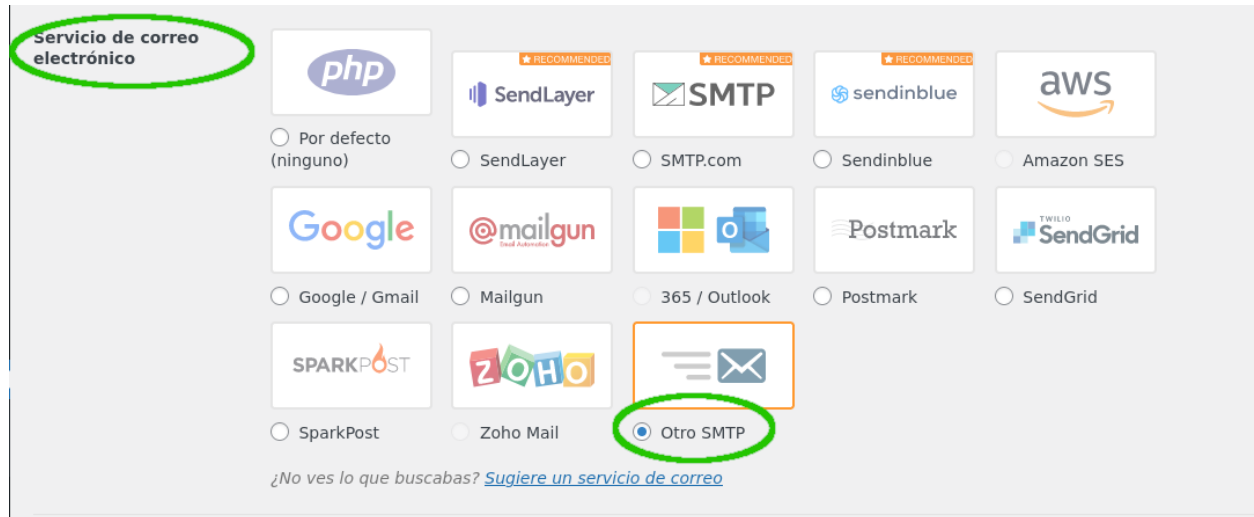 Servicio de correo
electrónico
php
RECOMMENDED
SendLayer
RECOMMENDED
SMTP
RECOMMENDED
sendinblue
aws
Por defecto
(ninguno)
SendLayer
SMTP.com
Sendinblue
Amazon SES
Google
@mailgun
Email Automation
Postmark
TWILIO
SendGrid
Google / Gmail
Mailgun
365 / Outlook
Postmark
SendGrid
SPARKPOST
ZOHO
SparkPost
Zoho Mail
Otro SMTP
¿No ves lo que buscabas? Sugiere un servicio de correo